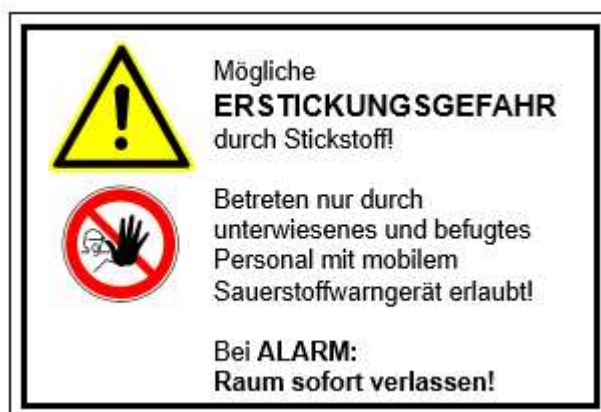 Mögliche
ERSTICKUNGSGEFAHR
durch Stickstoff!
Betreten nur durch
unterwiesenes und befugtes
Personal mit mobilem
Sauerstoffwarngerät erlaubt!
Bei ALARM:
Raum sofort verlassen!